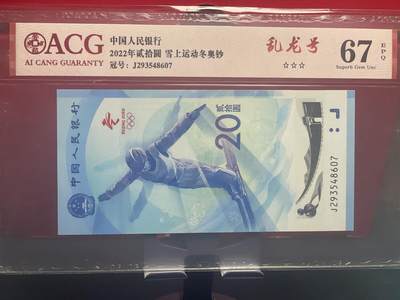 ACG
AI CANG GUARANTY
中国人民银行
2022年贰拾圆 雪上运动冬奥钞
冠号：J293548607
乱龙号
☆☆☆
67
EPQ
Superb Gem Unc
中国人民银行
BEIJING 2022
贰拾圆
20
J293548607